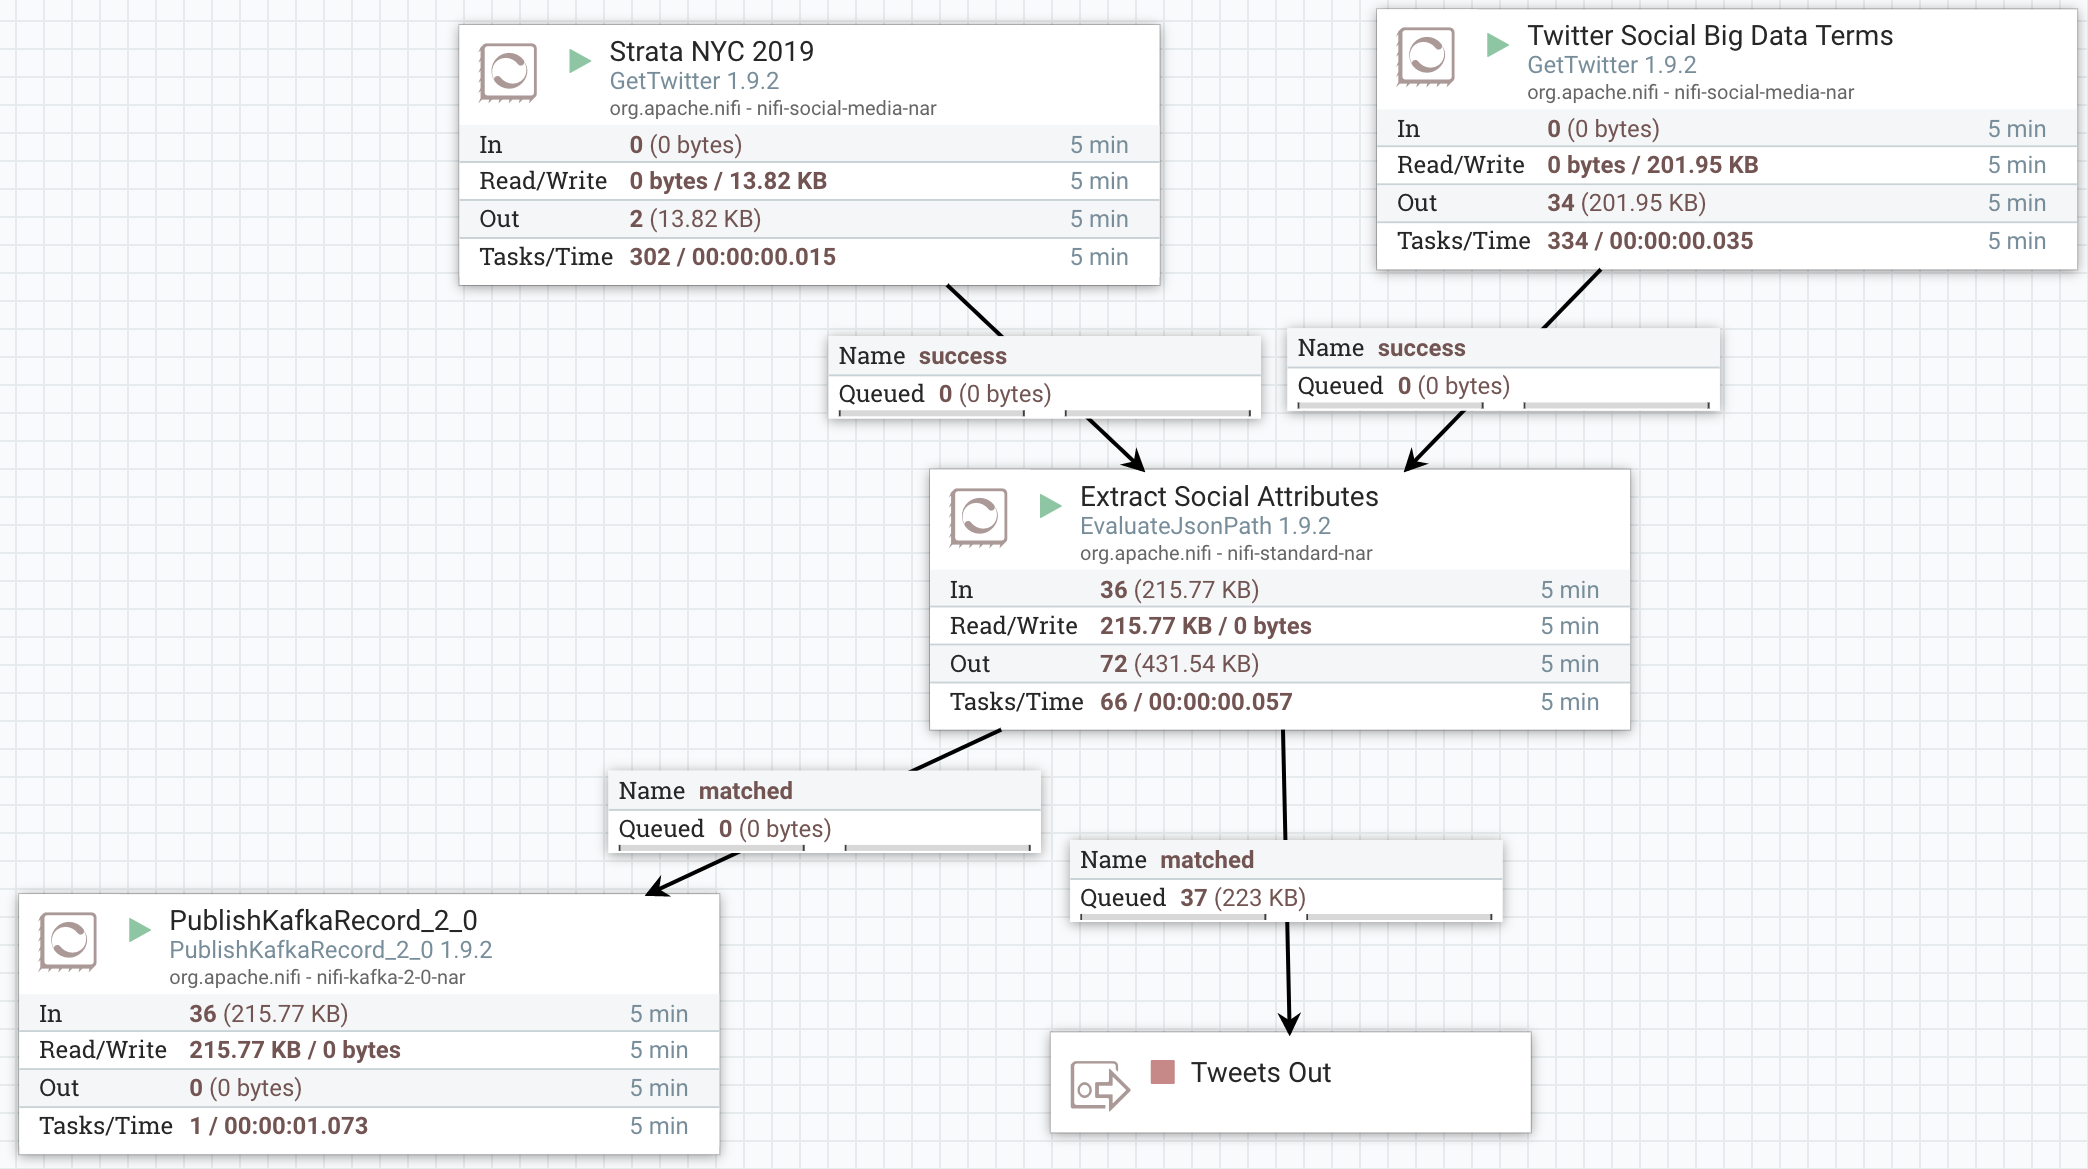 Strata NYC 2019
GetTwitter 1.9.2
org.apache.nifi - nifi-social-media-nar
In 0 (0 bytes) 5 min
Read/Write 0 bytes / 13.82 KB 5 min
Out 2 (13.82 KB) 5 min
Tasks/Time 302 / 00:00:00.015 5 min
Twitter Social Big Data Terms
GetTwitter 1.9.2
org.apache.nifi - nifi-social-media-nar
In 0 (0 bytes) 5 min
Read/Write 0 bytes / 201.95 KB 5 min
Out 34 (201.95 KB) 5 min
Tasks/Time 334 / 00:00:00.035 5 min
Name success
Queued 0 (0 bytes)
Name success
Queued 0 (0 bytes)
Extract Social Attributes
EvaluateJsonPath 1.9.2
org.apache.nifi - nifi-standard-nar
In 36 (215.77 KB) 5 min
Read/Write 215.77 KB / 0 bytes 5 min
Out 72 (431.54 KB) 5 min
Tasks/Time 66 / 00:00:00.057 5 min
Name matched
Queued 0 (0 bytes)
Name matched
Queued 37 (223 KB)
PublishKafkaRecord_2_0
PublishKafkaRecord_2_0 1.9.2
org.apache.nifi - nifi-kafka-2-0-nar
In 36 (215.77 KB) 5 min
Read/Write 215.77 KB / 0 bytes 5 min
Out 0 (0 bytes) 5 min
Tasks/Time 1 / 00:00:01.073 5 min
Tweets Out